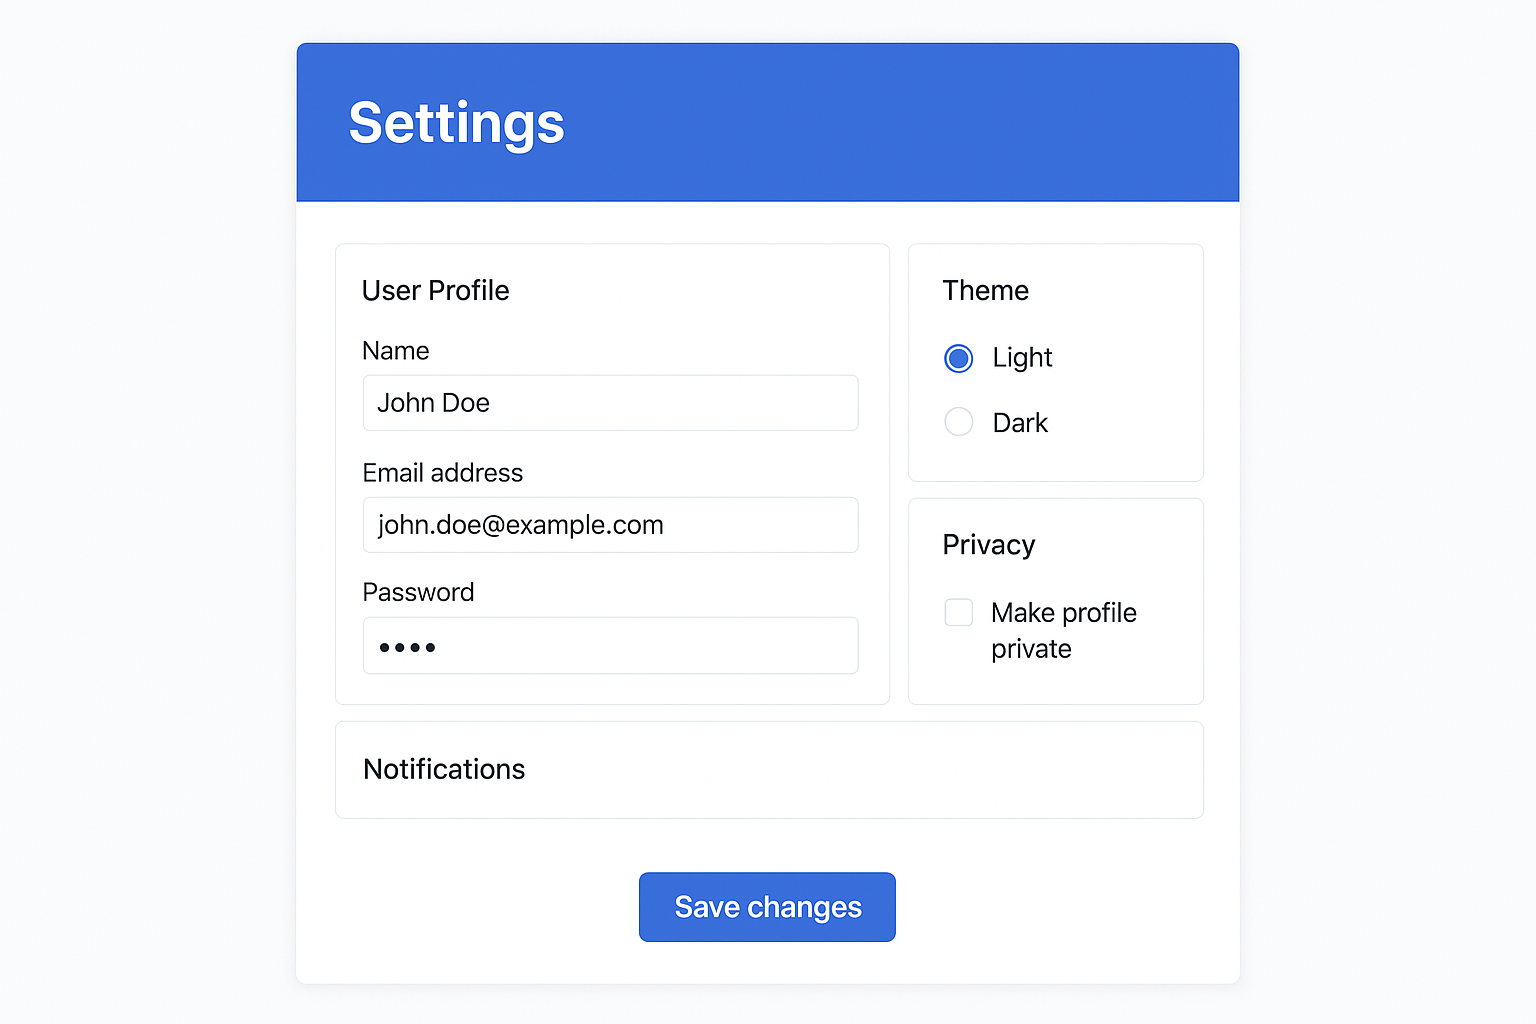 Settings
User Profile
Name
John Doe
Email address
john.doe@example.com
Password
••••
Theme
Light
Dark
Privacy
Make profile
private
Notifications
Save changes